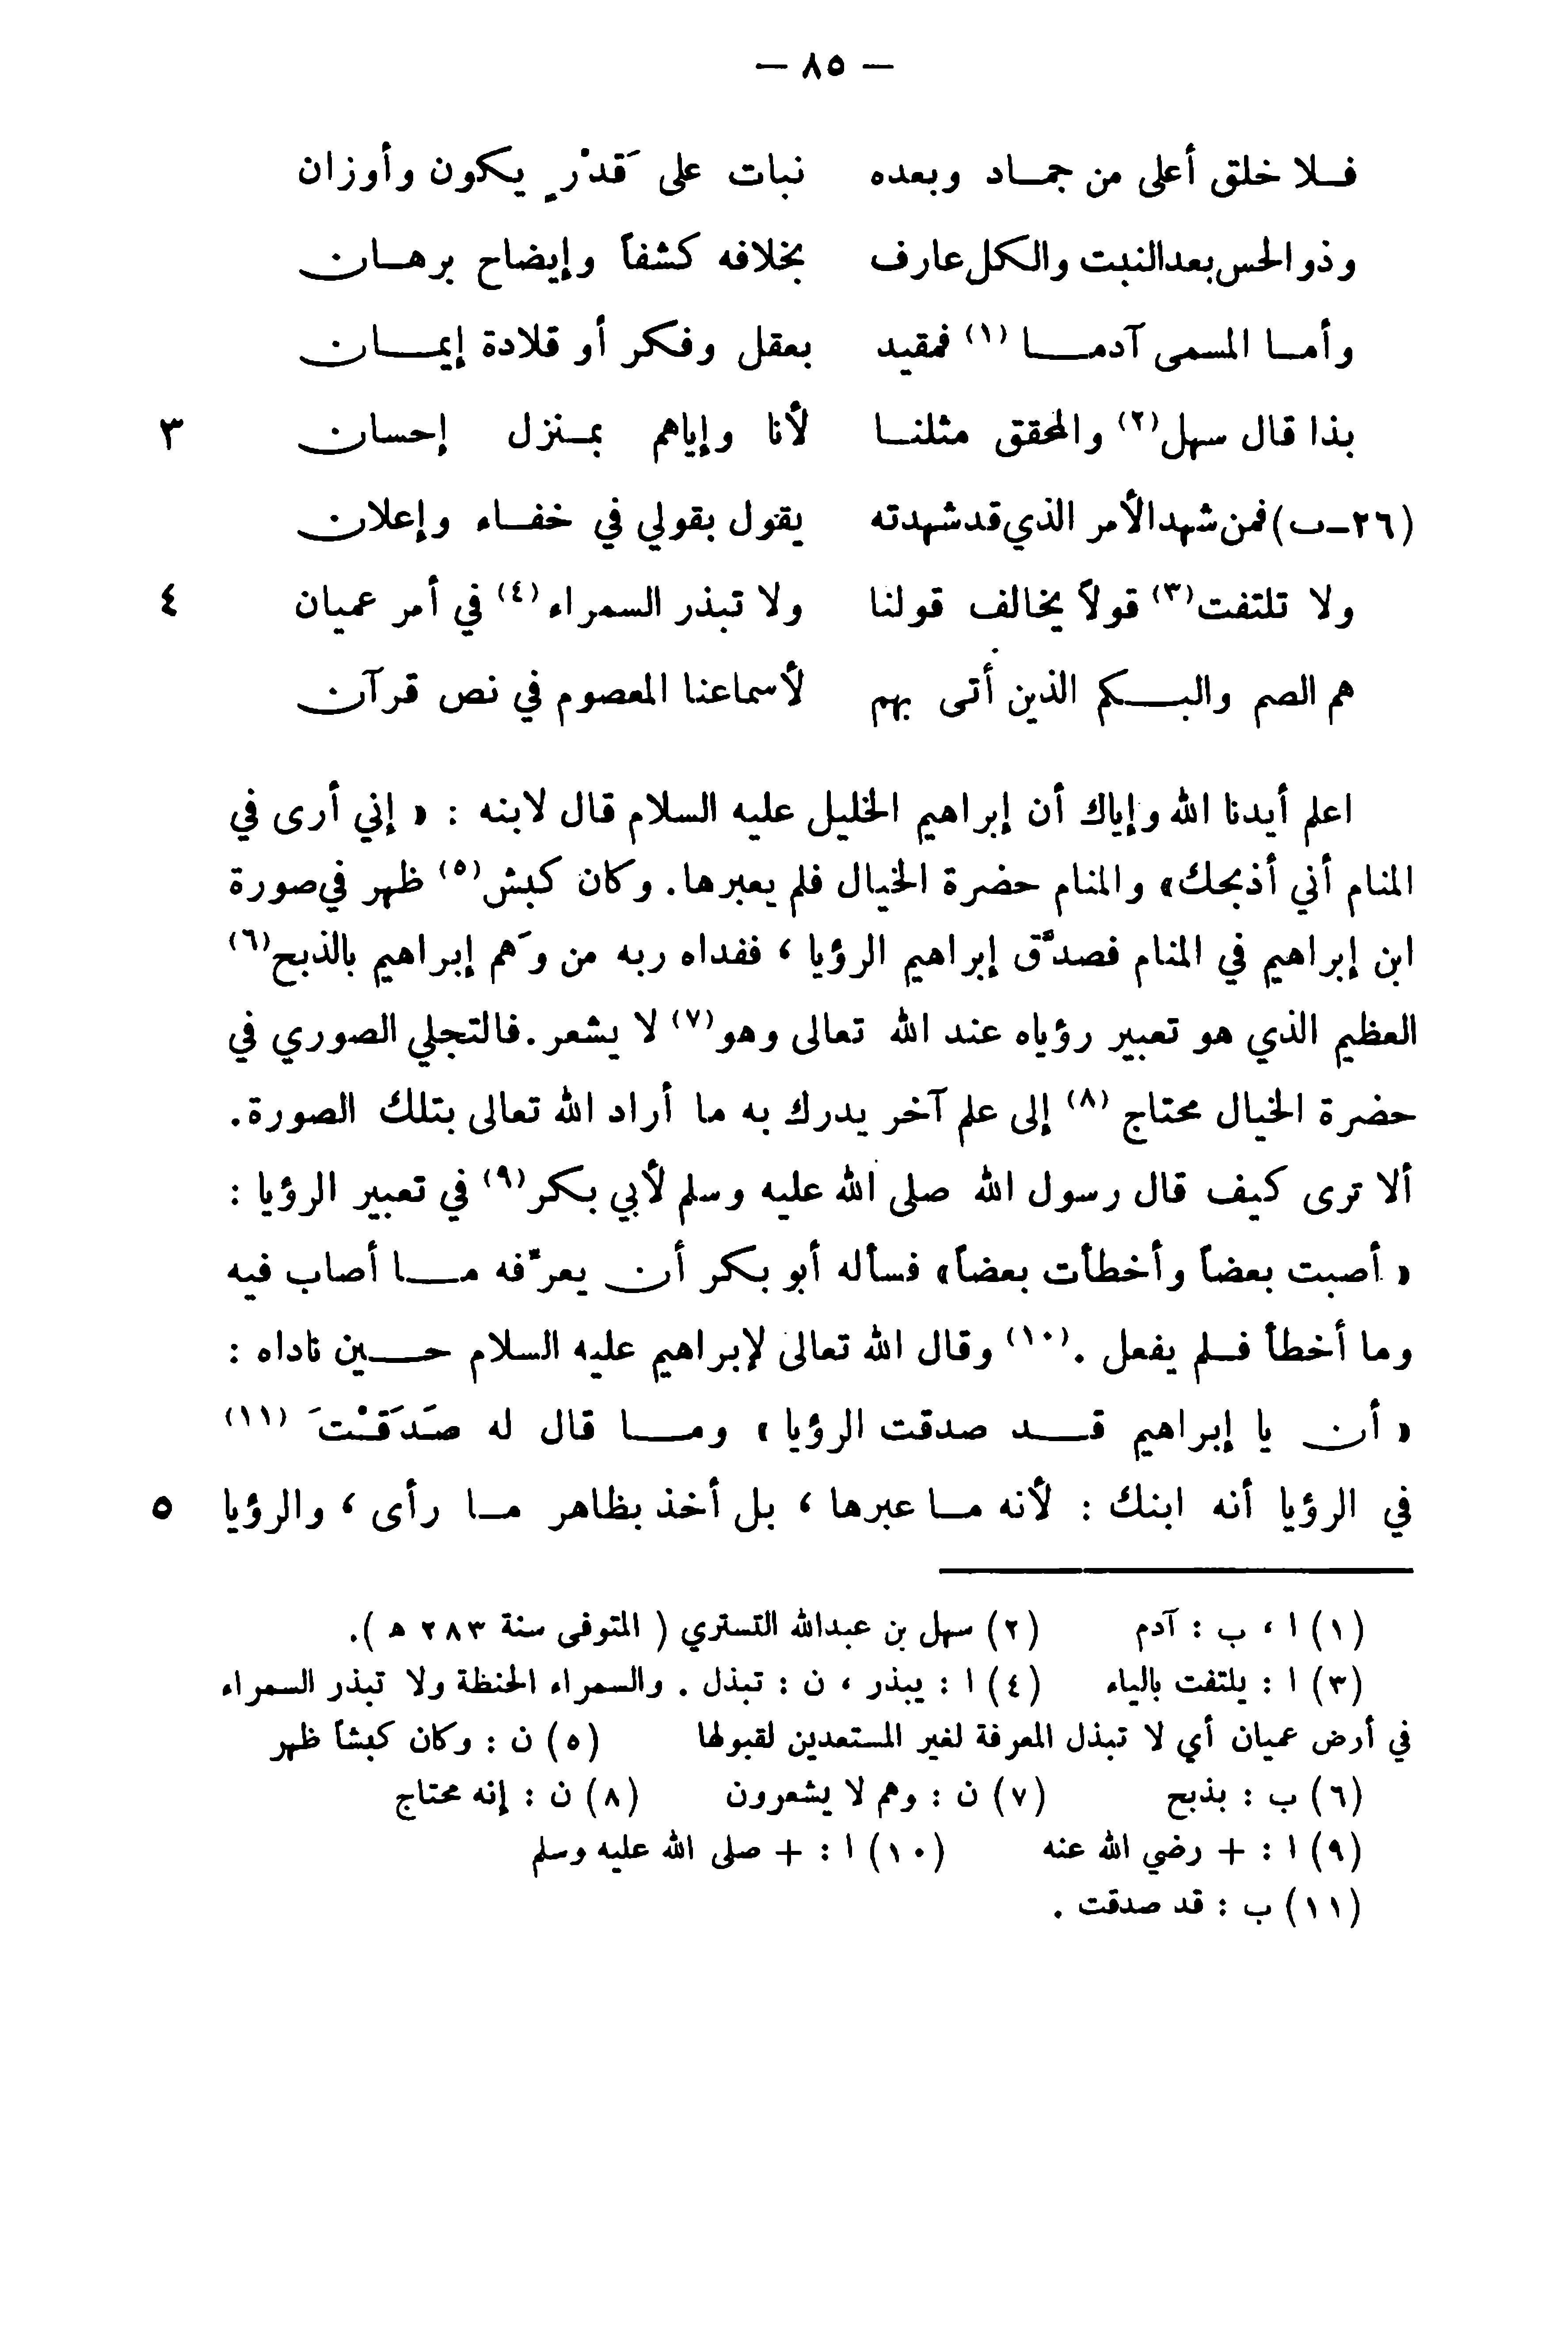 — ٨٥ —
فلا خلق أعلى من جماد وبعده نبات على قَدْرٍ يكون وأوزان
وذو الحس بعد النبت والكل عارف بخلافه كشفاً وإيضاح برهان
وأما المسمى آدما (١) فمقيد بعقل وفكر أو قلادة إيمان
بذا قال سهل (٢) والمحقق مثلنا لأنا وإياهم بمنزل إحسان ٣
(٢٦-ب) فمن شهد الأمر الذي قد شهدته يقول بقولي في خفاء وإعلان
ولا تلتفت (٣) قولاً يخالف قولنا ولا تبذر السمراء (٤) في أمر عميان ٤
هم الصم والبكم الذين أتى بهم لأسماعنا المعصوم في نص قرآن
اعلم أيدنا الله وإياك أن إبراهيم الخليل عليه السلام قال لابنه : « إني أرى في
المنام أني أذبحك» والمنام حضرة الخيال فلم يعبرها. وكان كبش (٥) ظهر في صورة
ابن إبراهيم في المنام فصدَّق إبراهيم الرؤيا ، ففداه ربه من وَهم إبراهيم بالذبح (٦)
العظيم الذي هو تعبير رؤياه عند الله تعالى وهو (٧) لا يشعر. فالتجلي الصوري في
حضرة الخيال محتاج (٨) إلى علم آخر يدرك به ما أراد الله تعالى بتلك الصورة.
ألا ترى كيف قال رسول الله صلى الله عليه وسلم لأبي بكر (٩) في تعبير الرؤيا :
« أصبت بعضاً وأخطأت بعضاً» فسأله أبو بكر أن يعرِّفه ما أصاب فيه
وما أخطأ فلم يفعل . (١٠) وقال الله تعالى لإبراهيم عليه السلام حين ناداه :
« أن يا إبراهيم قد صدقت الرؤيا » وما قال له صَدَقْتَ (١١)
في الرؤيا أنه ابنك : لأنه ما عبرها ، بل أخذ بظاهر ما رأى ، والرؤيا ٥
(١) ا ، ب : آدم (٢) سهل بن عبدالله التستري ( المتوفى سنة ٢٨٣ ه ).
(٣) ا : يلتفت بالياء (٤) ا : يبذر ، ن : تبذل . والسمراء الحنظة ولا تبذر السمراء
في أرض عميان أي لا تبذل المعرفة لغير المستعدين لقبولها (٥) ن : وكان كبشاً ظهر
(٦) ب : بذبح (٧) ن : وهم لا يشعرون (٨) ن : إنه محتاج
(٩) ا : + رضي الله عنه (١٠) ا : + صلى الله عليه وسلم
(١١) ب : قد صدقت .